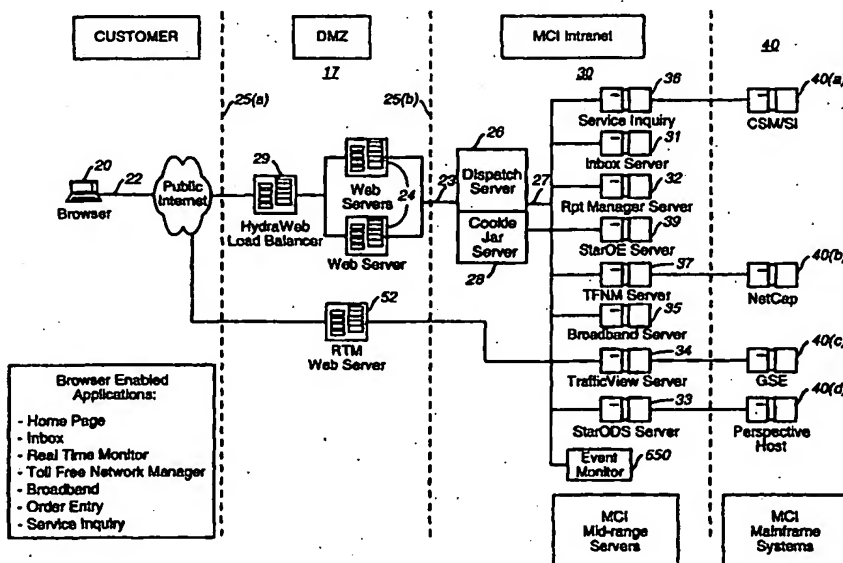 CUSTOMER
DMZ
MCI Intranet
17
30
40
25(a)
25(b)
36
40(a)
Service Inquiry
CSM/SI
26
31
Inbox Server
20
22
29
24
23
Dispatch
Server
27
32
Rpt Manager Server
Public
Internet
Browser
Web
Servers
HydraWeb
Load Balancer
Web Server
Cookie
Jar Server
28
39
StarOE Server
37
40(b)
TFNM Server
NetCap
35
Broadband Server
52
RTM
Web Server
34
40(c)
TrafficView Server
GSE
33
40(d)
StarODS Server
Perspective
Host
Event
Monitor
650
Browser Enabled
Applications:
- Home Page
- Inbox
- Real Time Monitor
- Toll Free Network Manager
- Broadband
- Order Entry
- Service Inquiry
MCI
Mid-range
Servers
MCI
Mainframe
Systems